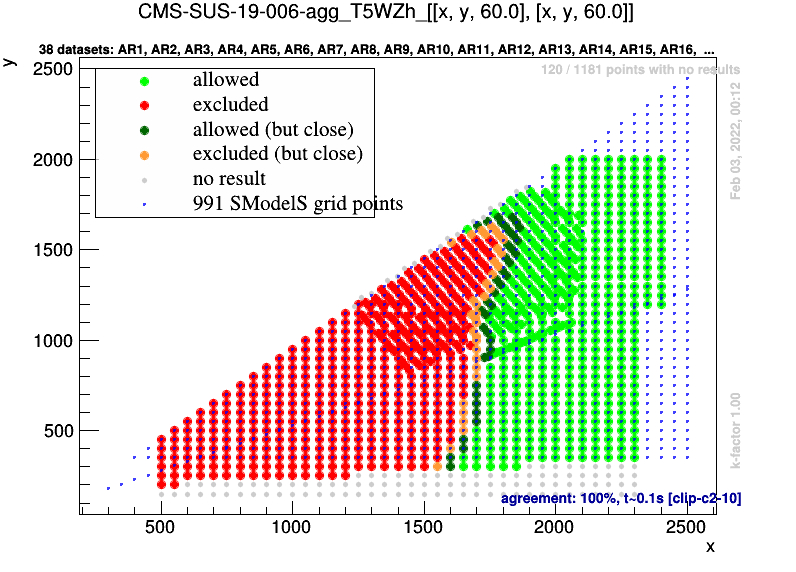 CMS-SUS-19-006-agg_T5WZh_[[x, y, 60.0], [x, y, 60.0]]
38 datasets: AR1, AR2, AR3, AR4, AR5, AR6, AR7, AR8, AR9, AR10, AR11, AR12, AR13, AR14, AR15, AR16, ...
y
120 / 1181 points with no results
Feb 03, 2022, 00:12
allowed
excluded
allowed (but close)
excluded (but close)
no result
991 SModelS grid points
2500
2000
1500
1000
500
k-factor 1.00
agreement: 100%, t~0.1s [clip-c2-10]
500 1000 1500 2000 2500
x